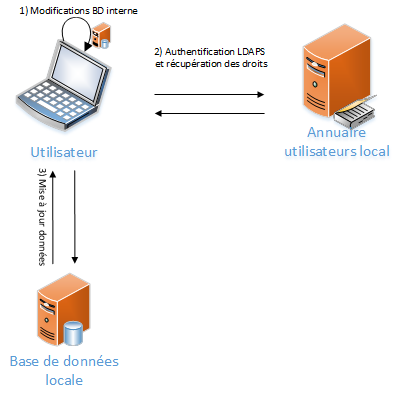 1) Modifications BD interne
2) Authentification LDAPS
et récupération des droits
Utilisateur
Annuaire
utilisateurs local
3) Mise à jour données
Base de données
locale